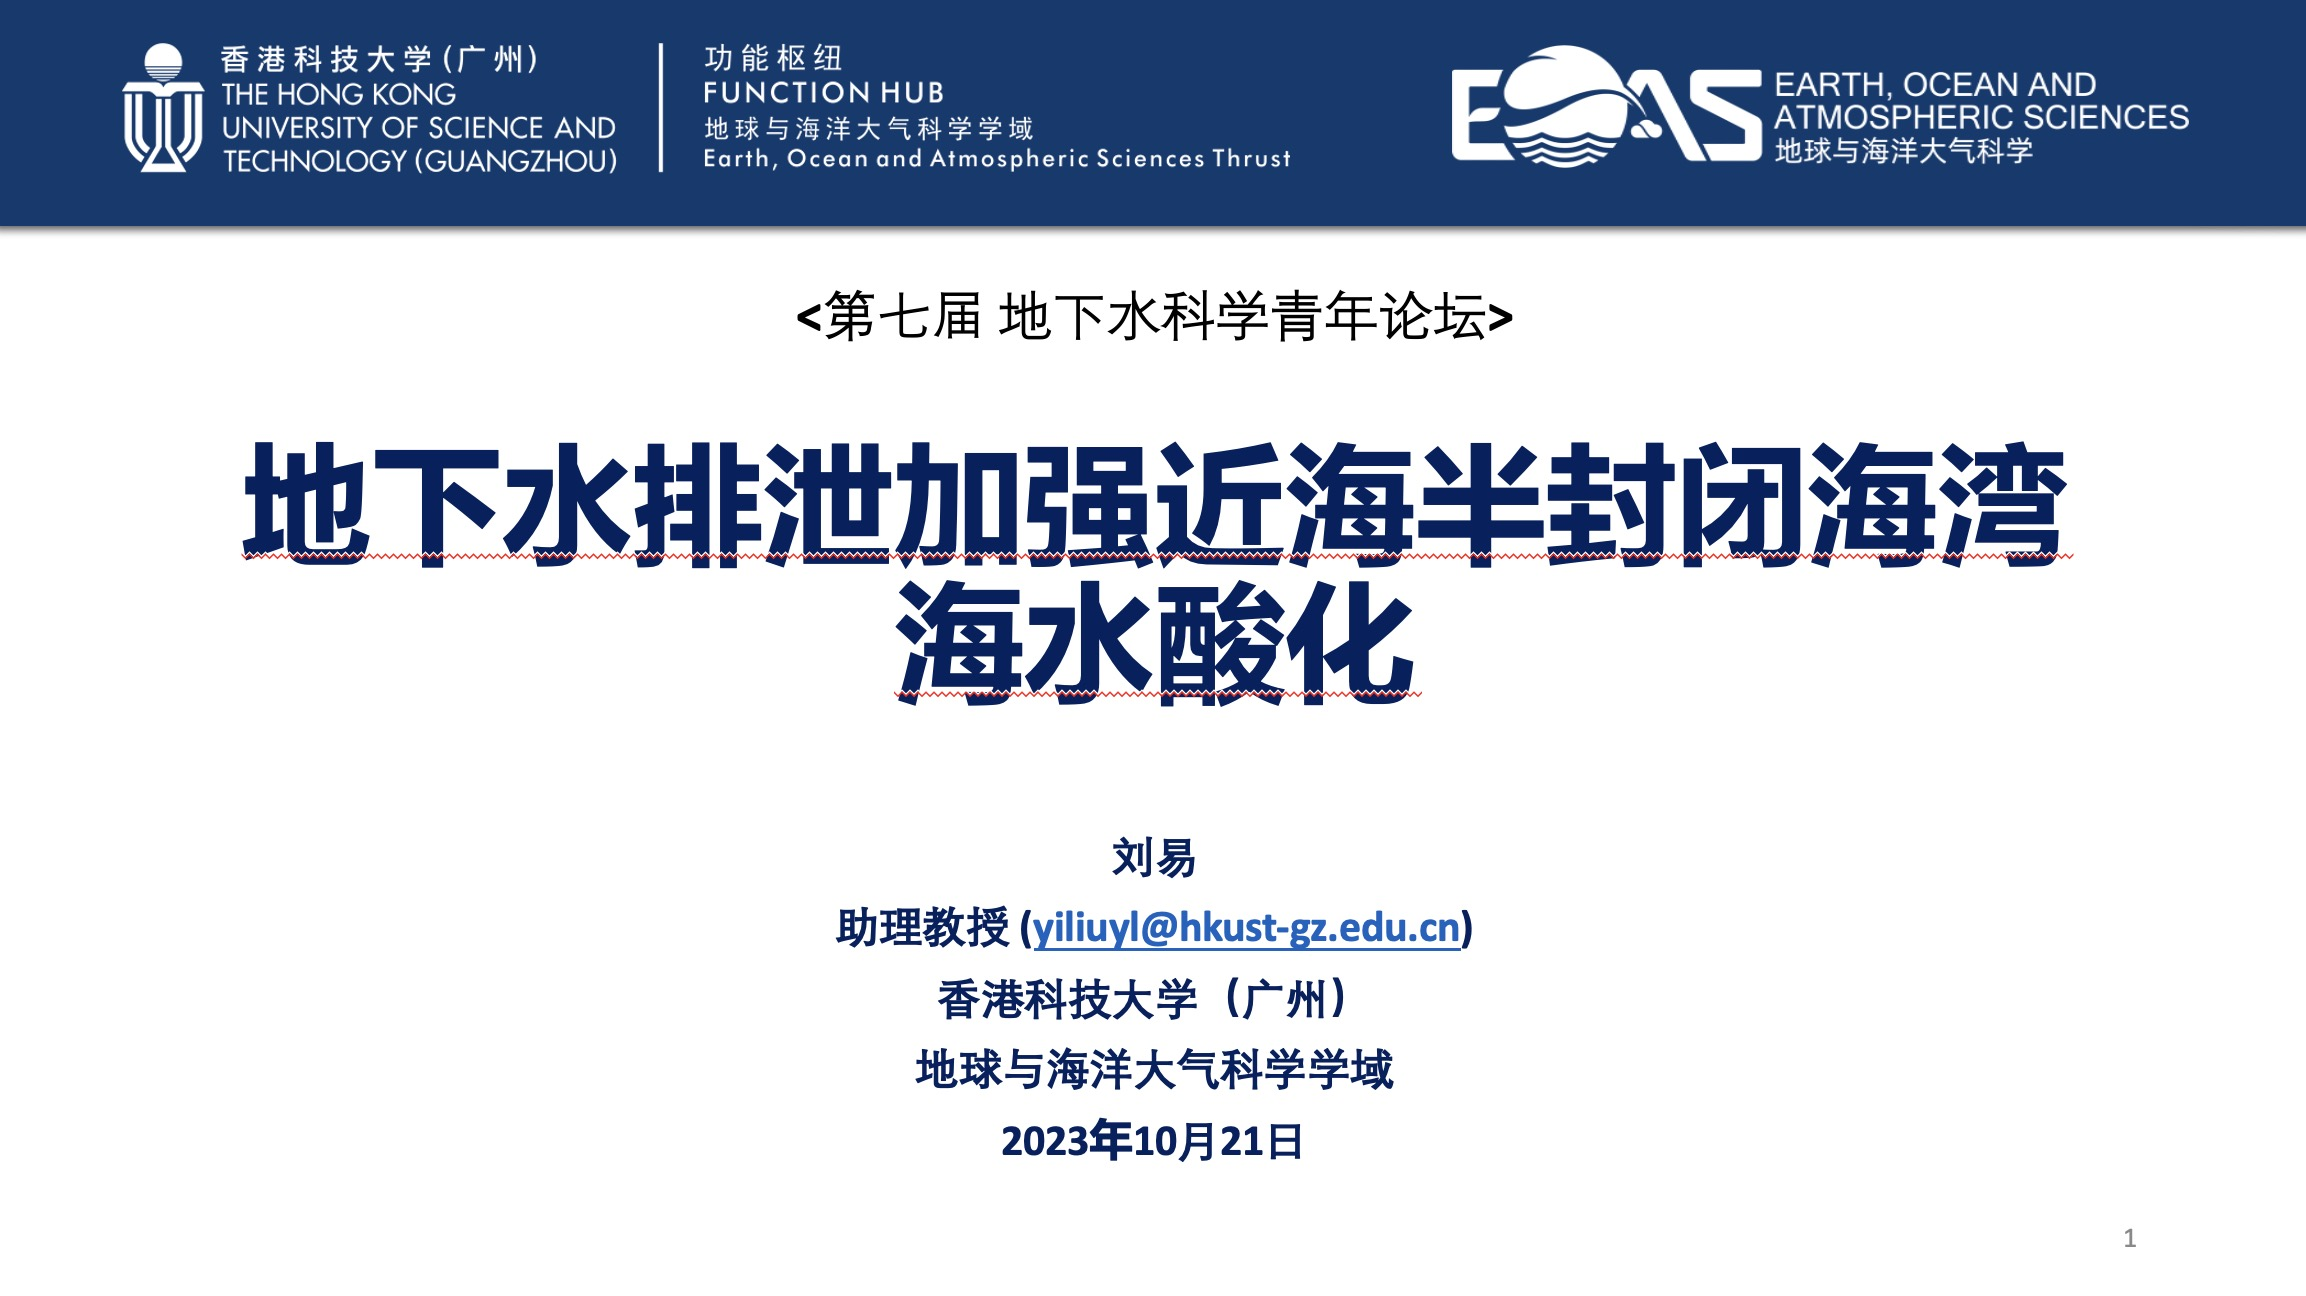 香港科技大学(广州)
THE HONG KONG
UNIVERSITY OF SCIENCE AND
TECHNOLOGY (GUANGZHOU)
功能枢纽
FUNCTION HUB
地球与海洋大气科学学域
Earth, Ocean and Atmospheric Sciences Thrust
EOAS
EARTH, OCEAN AND
ATMOSPHERIC SCIENCES
地球与海洋大气科学
<第七届 地下水科学青年论坛>
地下水排泄加强近海半封闭海湾
海水酸化
刘易
助理教授 (yiliuyl@hkust-gz.edu.cn)
香港科技大学（广州）
地球与海洋大气科学学域
2023年10月21日
1